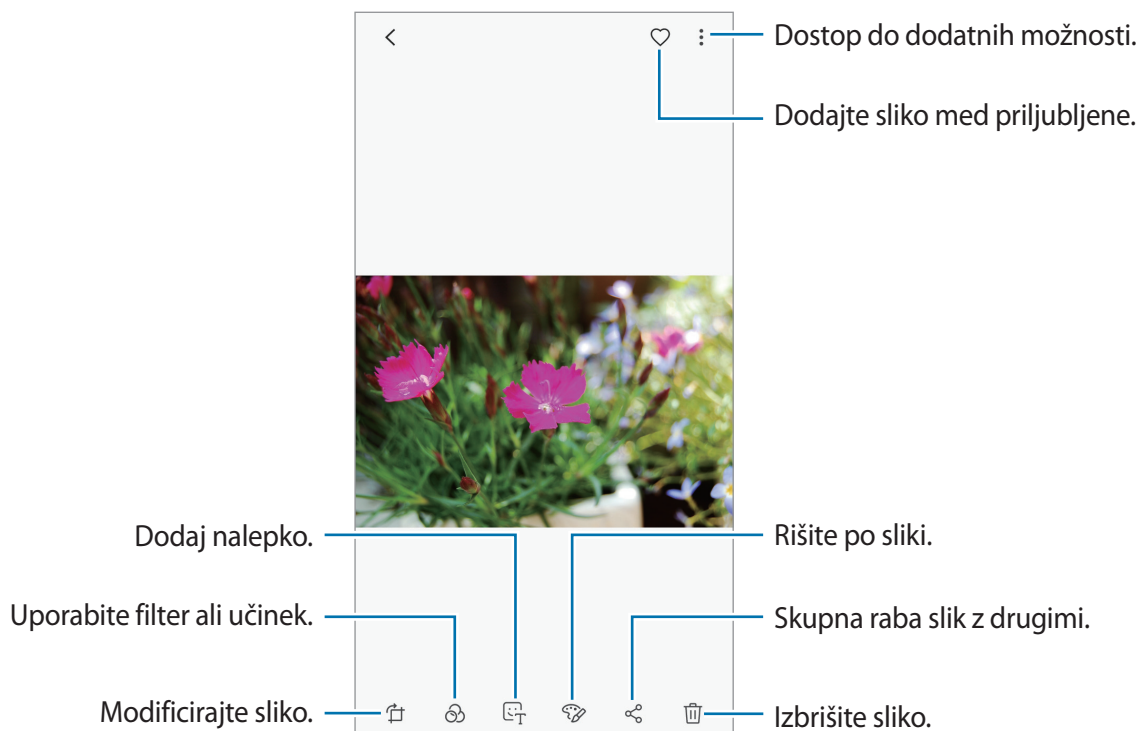 Dostop do dodatnih možnosti.
Dodajte sliko med priljubljene.
Dodaj nalepko.
Rišite po sliki.
Uporabite filter ali učinek.
Skupna raba slik z drugimi.
Modificirajte sliko.
Izbrišite sliko.